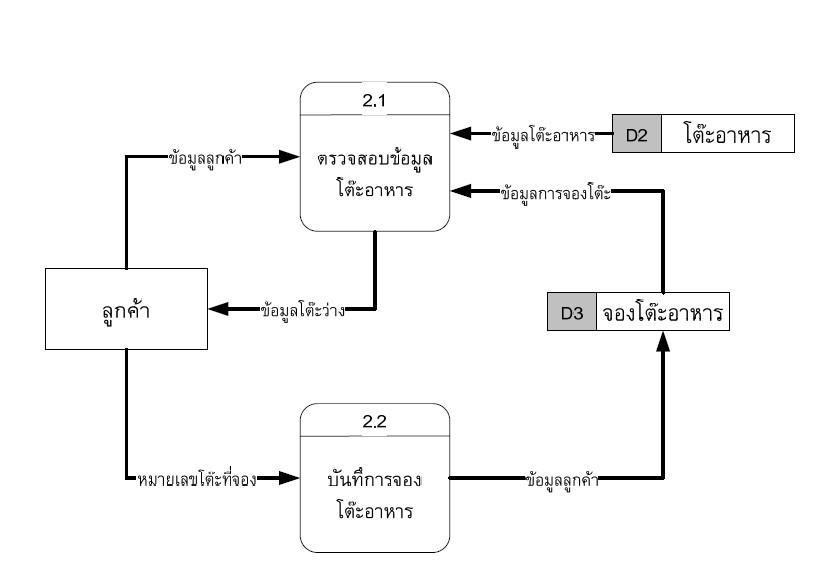 2.1
ตรวจสอบข้อมูล
โต๊ะอาหาร
ข้อมูลโต๊ะอาหาร
D2 โต๊ะอาหาร
ข้อมูลลูกค้า
ข้อมูลการจองโต๊ะ
ลูกค้า
ข้อมูลโต๊ะว่าง
D3 จองโต๊ะอาหาร
2.2
บันทึการจอง
โต๊ะอาหาร
หมายเลขโต๊ะที่จอง
ข้อมูลลูกค้า